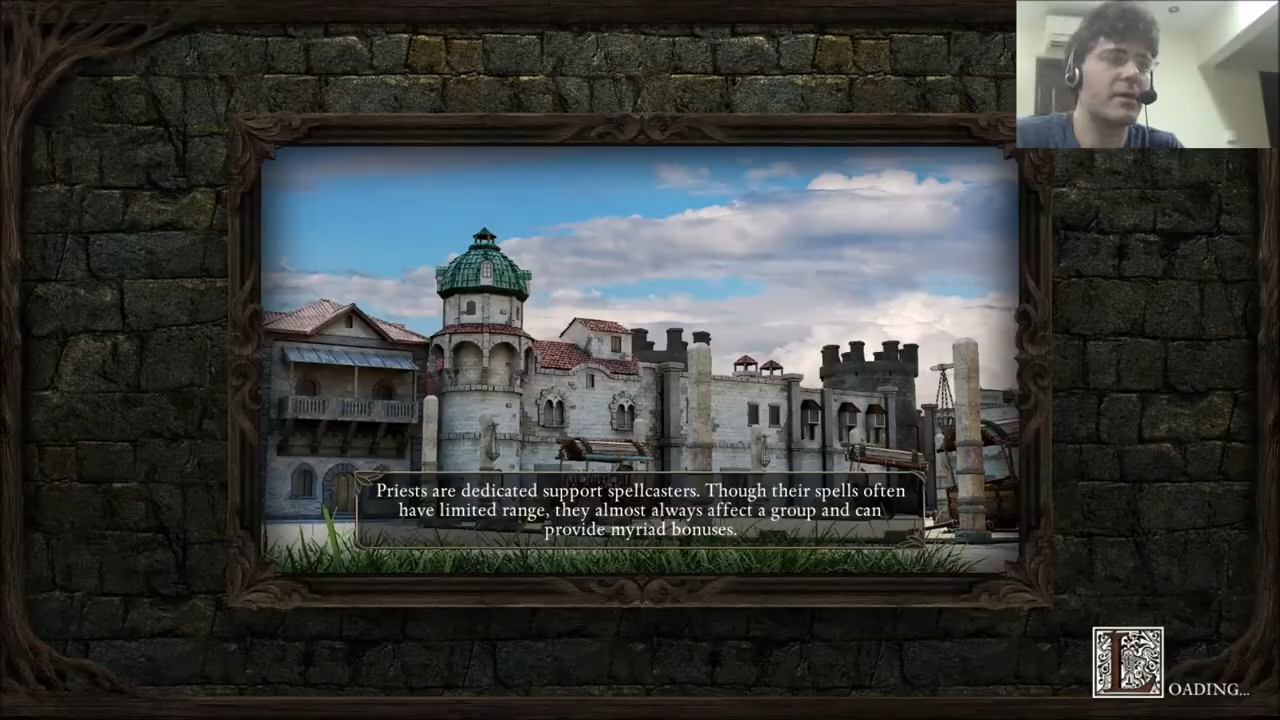 Priests are dedicated support spellcasters. Though their spells often
have limited range, they almost always affect a group and can
provide myriad bonuses.
LOADING...